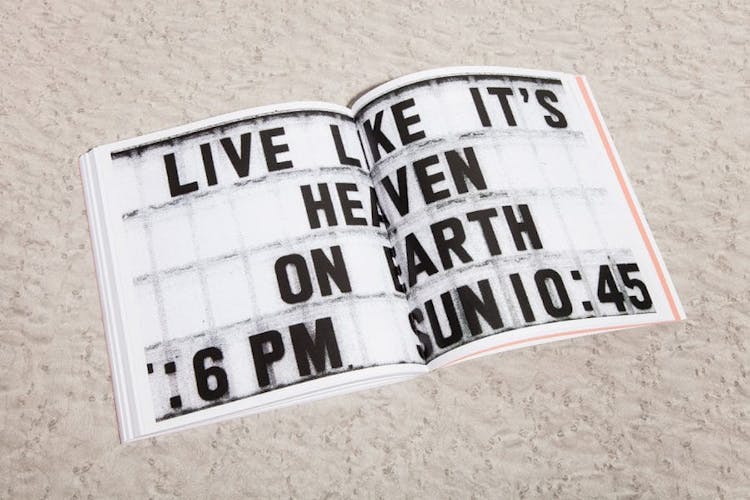 LIVE LIKE IT'S
HEAVEN
ON EARTH
:6 PM SUN 10:45